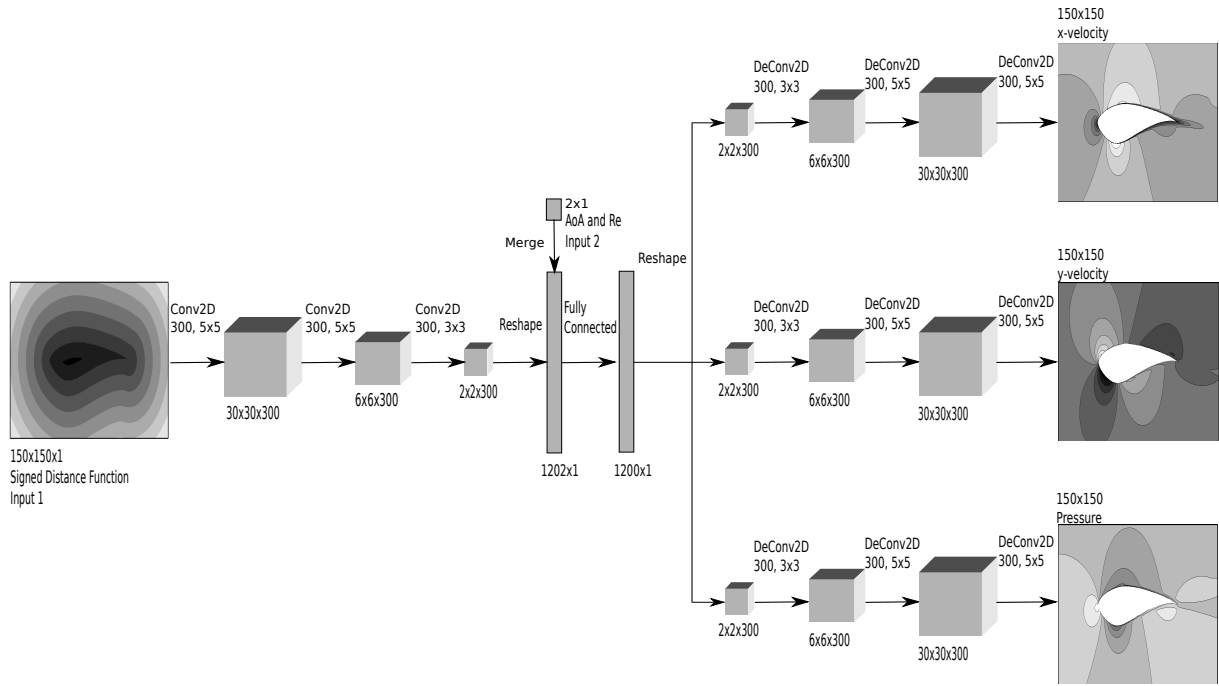 150x150x1
Signed Distance Function
Input 1
Conv2D
300, 5x5
30x30x300
Conv2D
300, 5x5
6x6x300
Conv2D
300, 3x3
2x2x300
Reshape
2x1
AoA and Re
Input 2
Merge
1202x1
Fully
Connected
1200x1
Reshape
2x2x300
DeConv2D
300, 3x3
6x6x300
DeConv2D
300, 5x5
30x30x300
DeConv2D
300, 5x5
150x150
x-velocity
2x2x300
DeConv2D
300, 3x3
6x6x300
DeConv2D
300, 5x5
30x30x300
DeConv2D
300, 5x5
150x150
y-velocity
2x2x300
DeConv2D
300, 3x3
6x6x300
DeConv2D
300, 5x5
30x30x300
DeConv2D
300, 5x5
150x150
Pressure